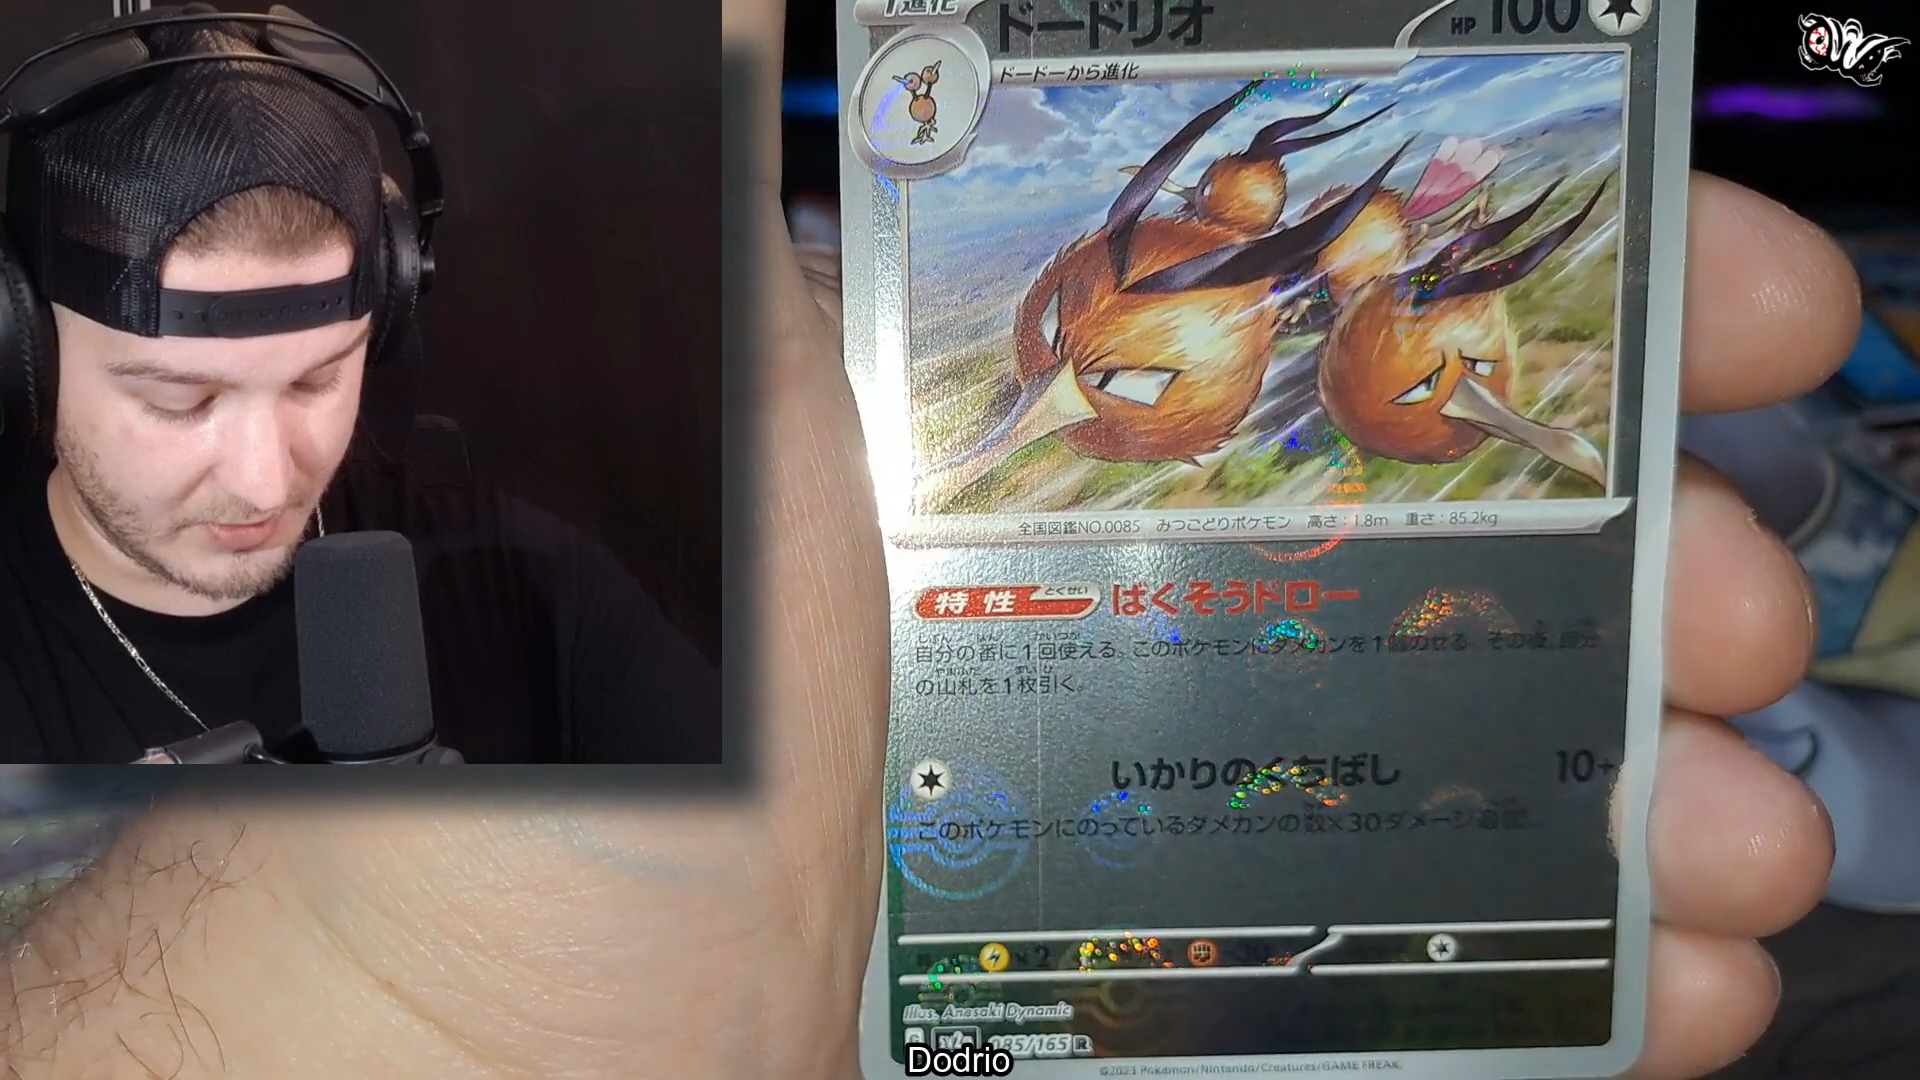 1進化
ドードリオ
HP 100
ドードーから進化
全国図鑑NO.0085 みつごどりポケモン 高さ:1.8m 重さ:85.2kg
特性
とくせい
ばくそうドロー
自分の番に1回使える。このポケモンにダメカンを1個のせる。その後、自分
の山札を1枚引く。
いかりのくちばし 10+
このポケモンにのっているダメカンの数×30ダメージ追加。
×2
Illus. Anesaki Dynamic
085/165 R
Dodrio
©2023 Pokémon/Nintendo/Creatures/GAME FREAK.